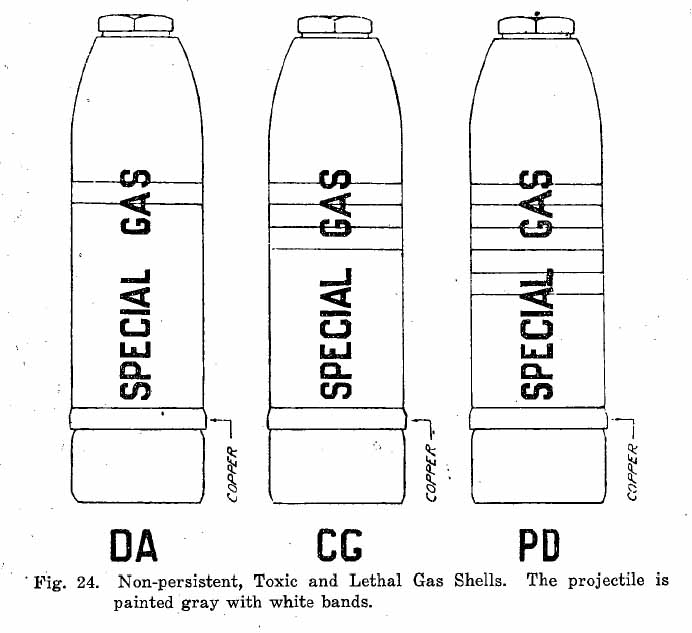 SPECIAL GAS
SPECIAL GAS
SPECIAL GAS
COPPER
COPPER
COPPER
DA
CG
PD
Fig. 24. Non-persistent, Toxic and Lethal Gas Shells. The projectile is
painted gray with white bands.